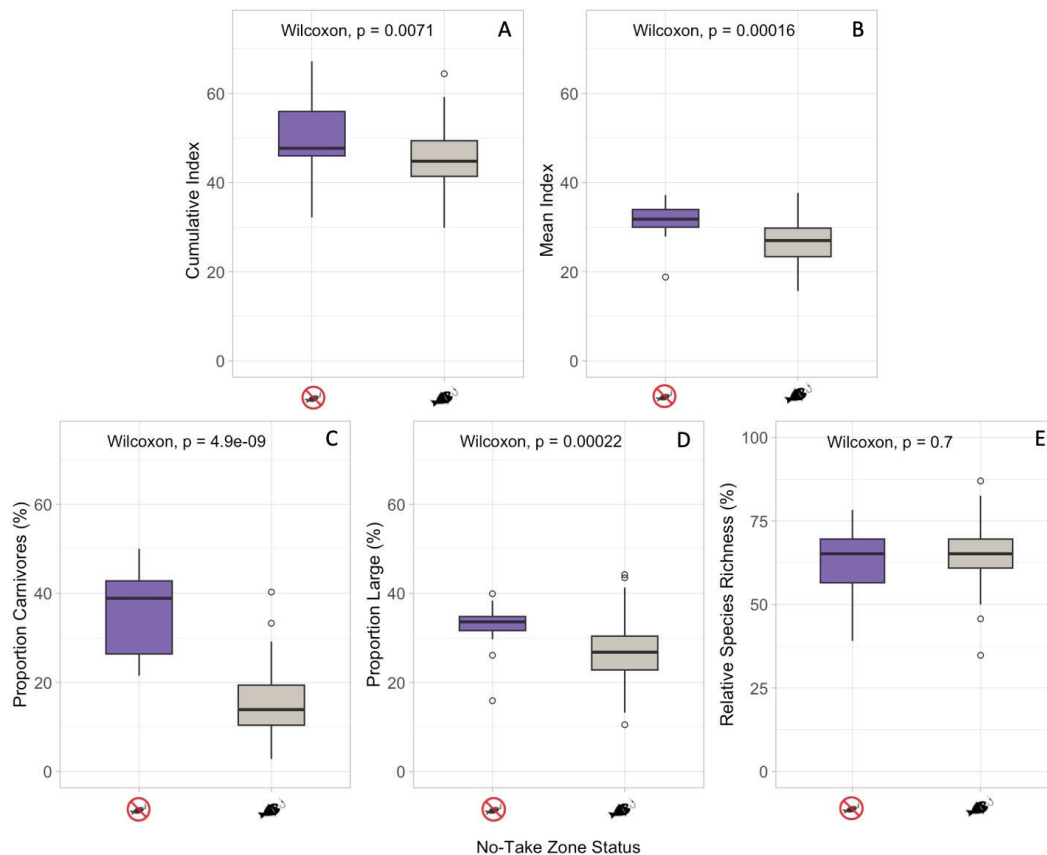 Wilcoxon, p = 0.0071 A
Cumulative Index
60
40
20
0
Wilcoxon, p = 0.00016 B
Mean Index
60
40
20
0
Wilcoxon, p = 4.9e-09 C
Proportion Carnivores (%)
60
40
20
0
Wilcoxon, p = 0.00022 D
Proportion Large (%)
60
40
20
0
Wilcoxon, p = 0.7 E
Relative Species Richness (%)
100
75
50
25
0
No-Take Zone Status